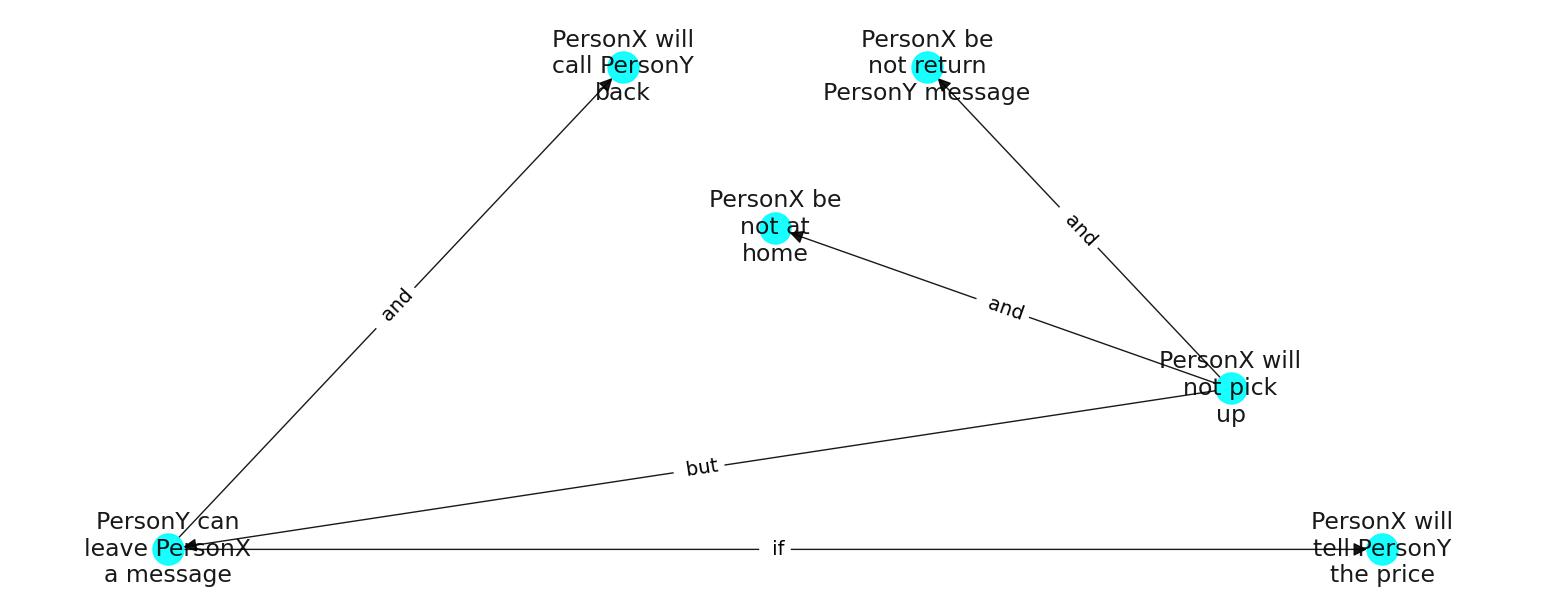 PersonX will
call PersonY
back
PersonX be
not return
PersonY message
PersonX be
not at
home
and
and
and
PersonX will
not pick
up
but
PersonY can
leave PersonX
a message
if
PersonX will
tell PersonY
the price